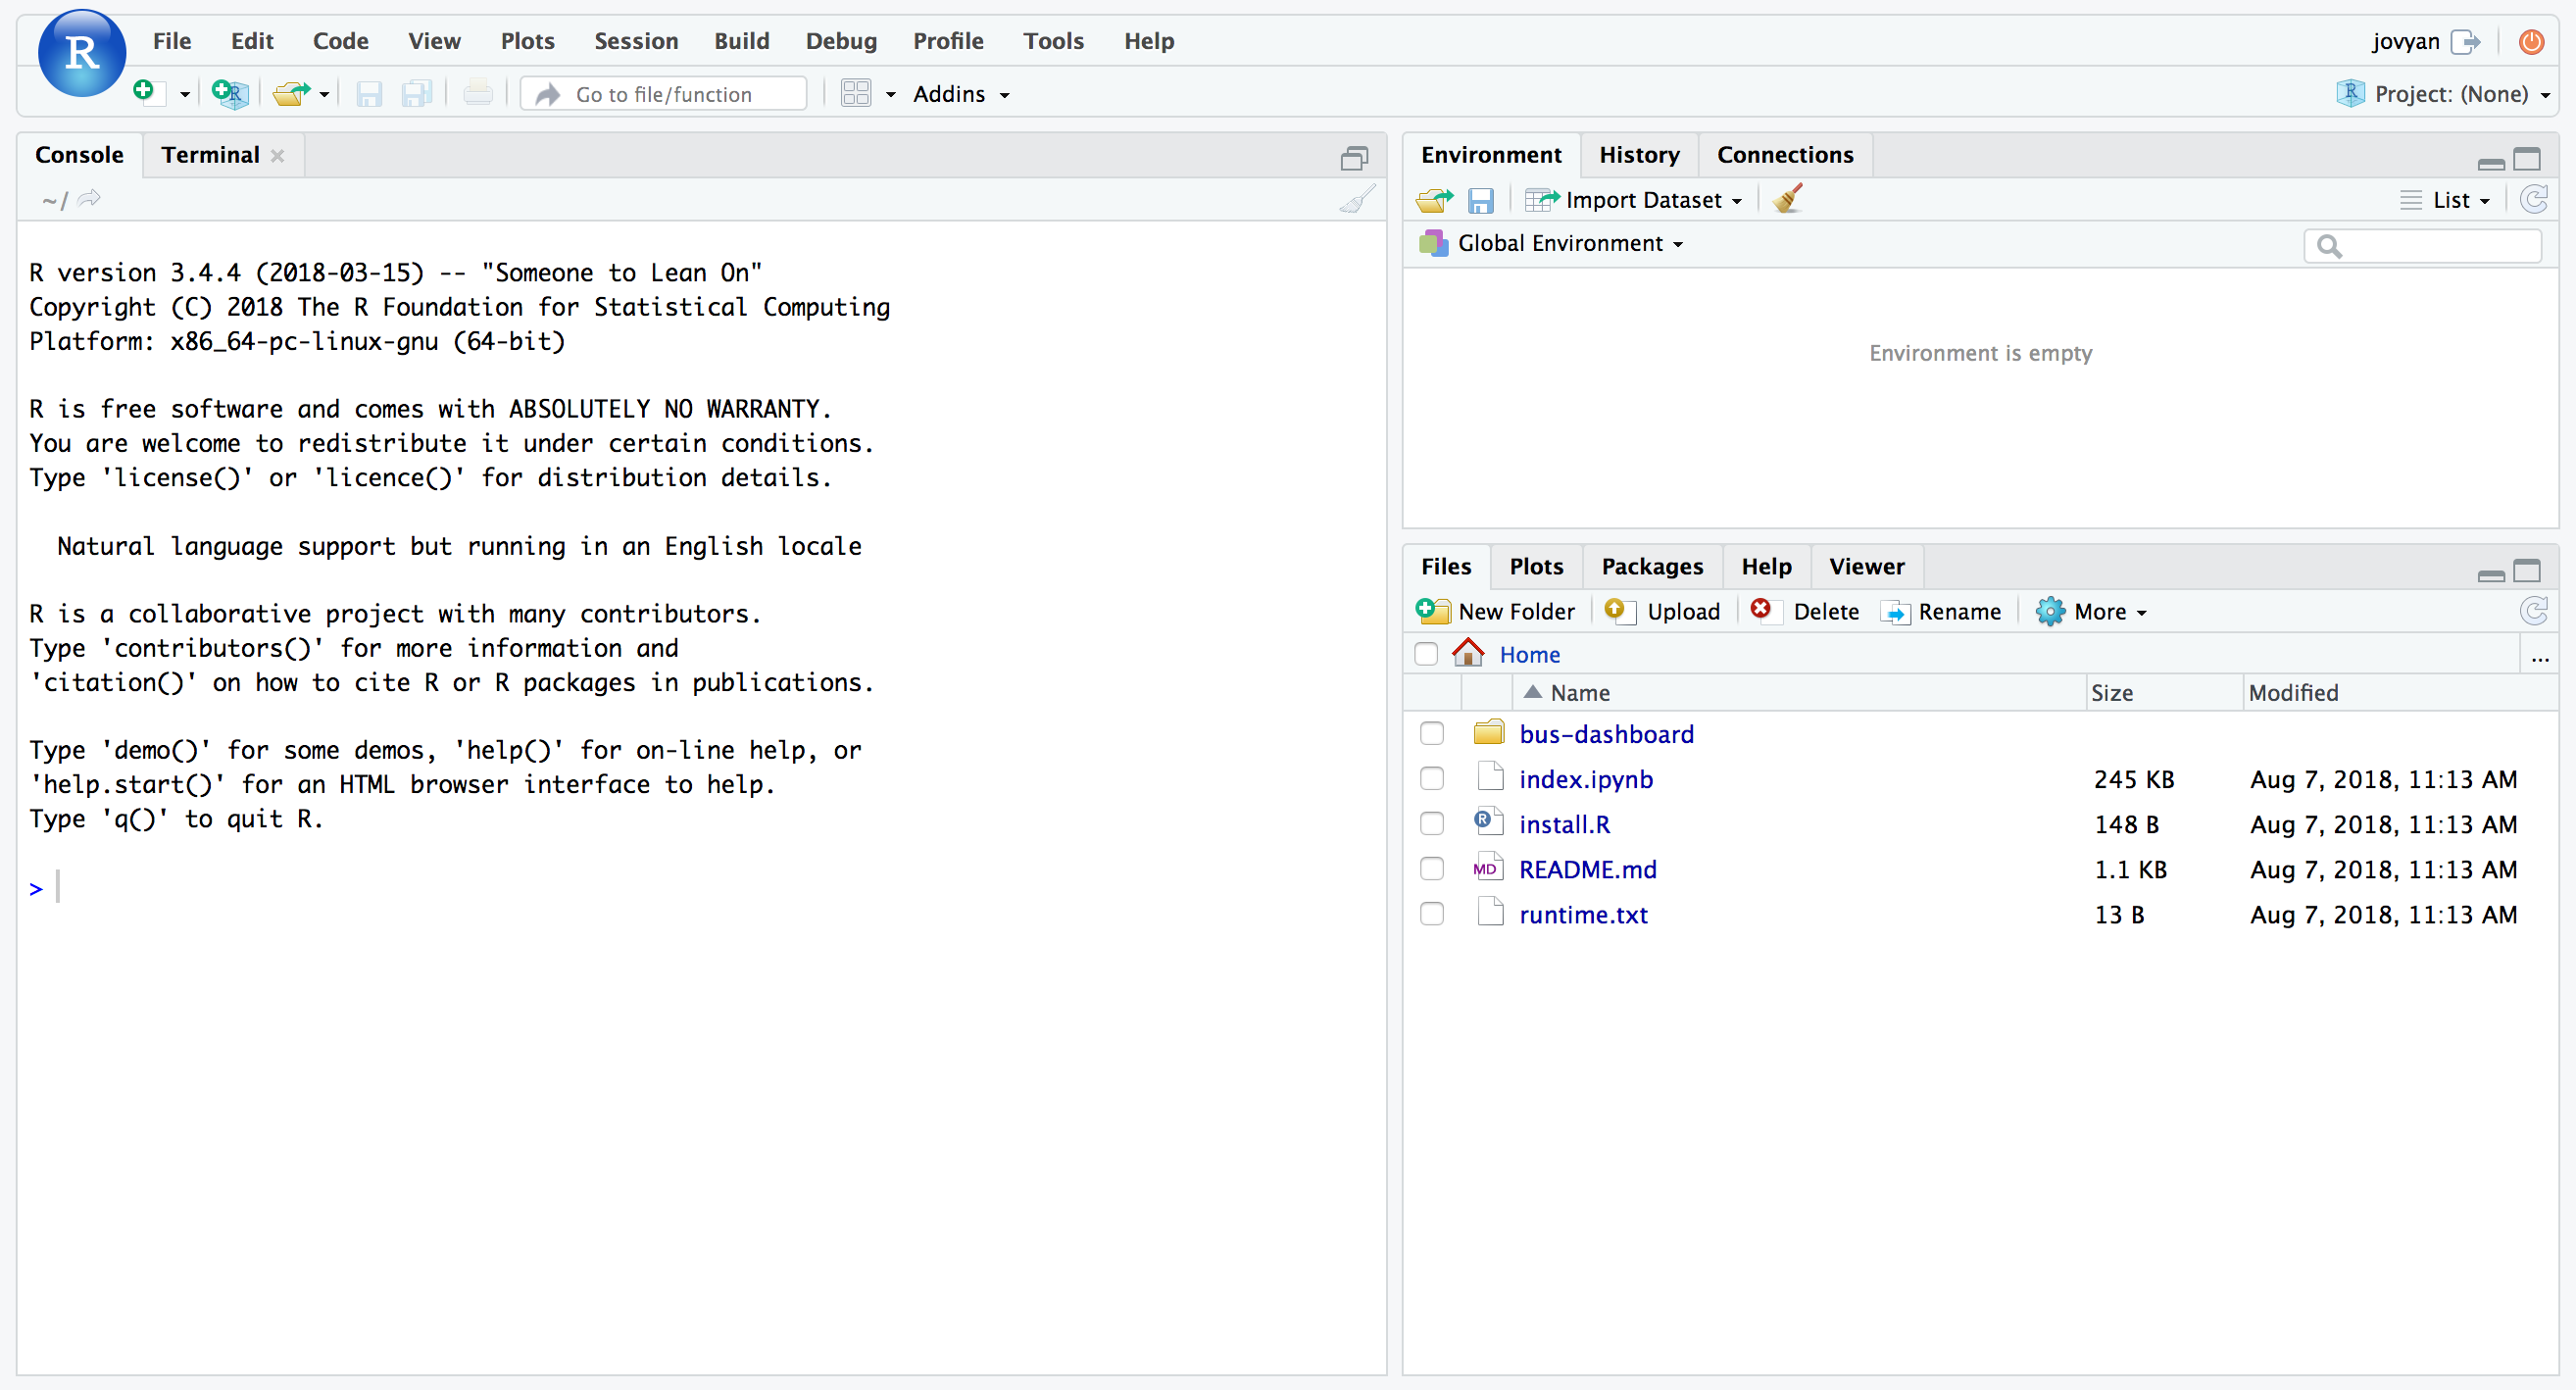 R File Edit Code View Plots Session Build Debug Profile Tools Help jovyan
R Go to file/function Addins R Project: (None)
Console Terminal
~/
R version 3.4.4 (2018-03-15) -- "Someone to Lean On"
Copyright (C) 2018 The R Foundation for Statistical Computing
Platform: x86_64-pc-linux-gnu (64-bit)
R is free software and comes with ABSOLUTELY NO WARRANTY.
You are welcome to redistribute it under certain conditions.
Type 'license()' or 'licence()' for distribution details.
Natural language support but running in an English locale
R is a collaborative project with many contributors.
Type 'contributors()' for more information and
'citation()' on how to cite R or R packages in publications.
Type 'demo()' for some demos, 'help()' for on-line help, or
'help.start()' for an HTML browser interface to help.
Type 'q()' to quit R.
>
Environment History Connections
Import Dataset List
Global Environment
Environment is empty
Files Plots Packages Help Viewer
New Folder Upload Delete Rename More
Home ...
Name Size Modified
bus-dashboard
index.ipynb 245 KB Aug 7, 2018, 11:13 AM
R install.R 148 B Aug 7, 2018, 11:13 AM
MD README.md 1.1 KB Aug 7, 2018, 11:13 AM
runtime.txt 13 B Aug 7, 2018, 11:13 AM